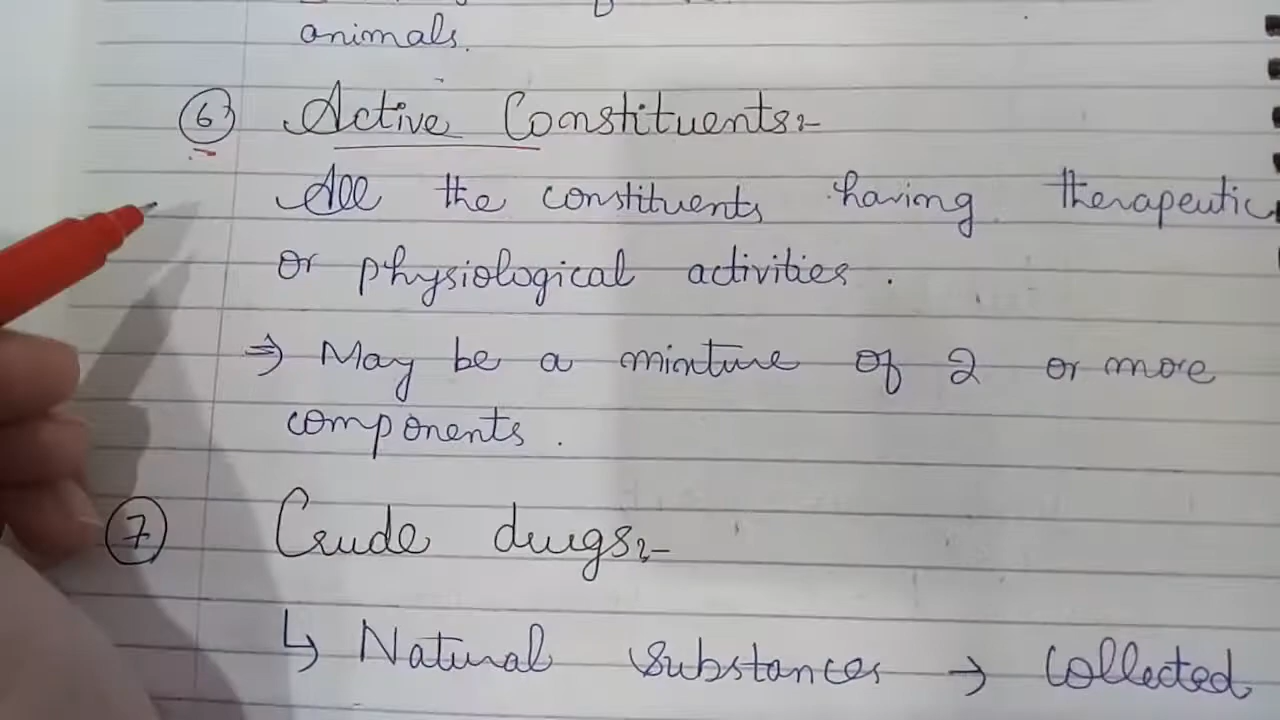 animals.
6 Active Constituents:-
All the constituents having therapeutic
or physiological activities.
⇒ May be a mixture of 2 or more
components.
7 Crude drugs:-
↳ Natural substances → collected